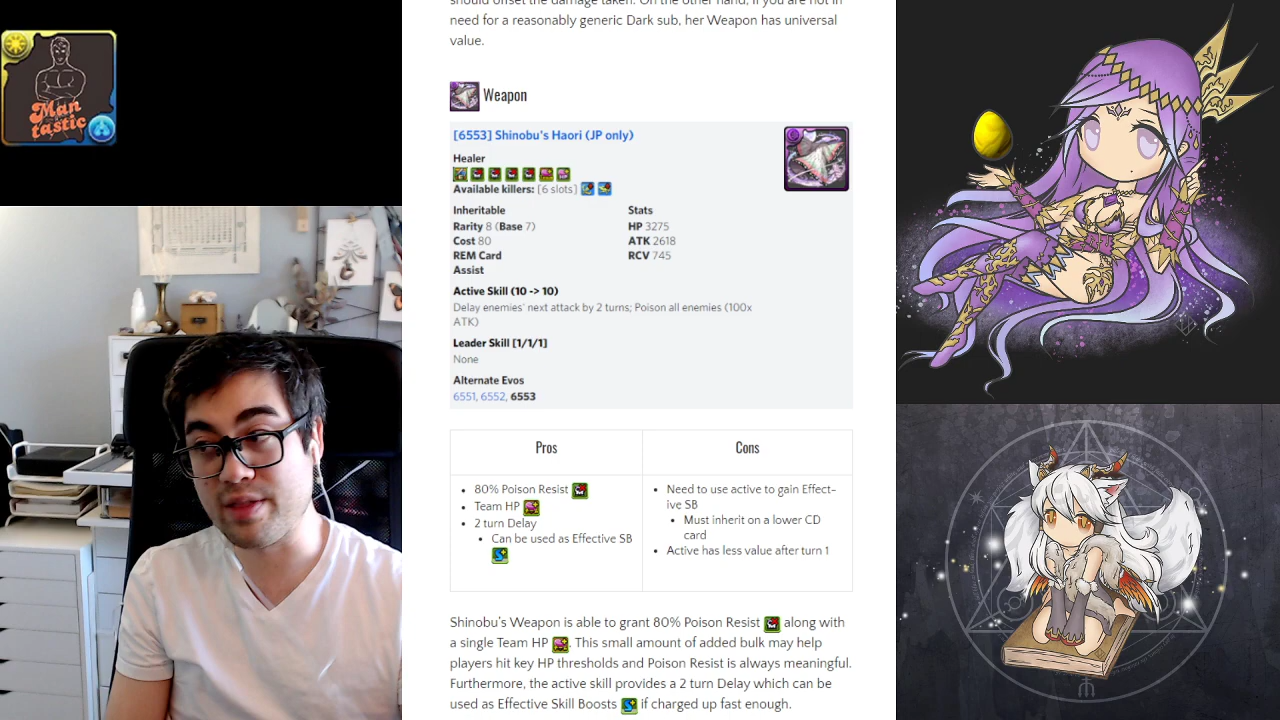 Man
tastic
should offset the damage taken. On the other hand, if you are not in
need for a reasonably generic Dark sub, her Weapon has universal
value.
Weapon
[6553] Shinobu's Haori (JP only)
Healer
Available killers: [6 slots]
Inheritable
Rarity 8 (Base 7)
Cost 80
REM Card
Assist
Stats
HP 3275
ATK 2618
RCV 745
Active Skill (10 -> 10)
Delay enemies' next attack by 2 turns; Poison all enemies (100x
ATK)
Leader Skill [1/1/1]
None
Alternate Evos
6551, 6552, 6553
Pros
80% Poison Resist
Team HP
2 turn Delay
Can be used as Effective SB
Cons
Need to use active to gain Effect-
ive SB
Must inherit on a lower CD
card
Active has less value after turn 1
Shinobu's Weapon is able to grant 80% Poison Resist along with
a single Team HP. This small amount of added bulk may help
players hit key HP thresholds and Poison Resist is always meaningful.
Furthermore, the active skill provides a 2 turn Delay which can be
used as Effective Skill Boosts if charged up fast enough.